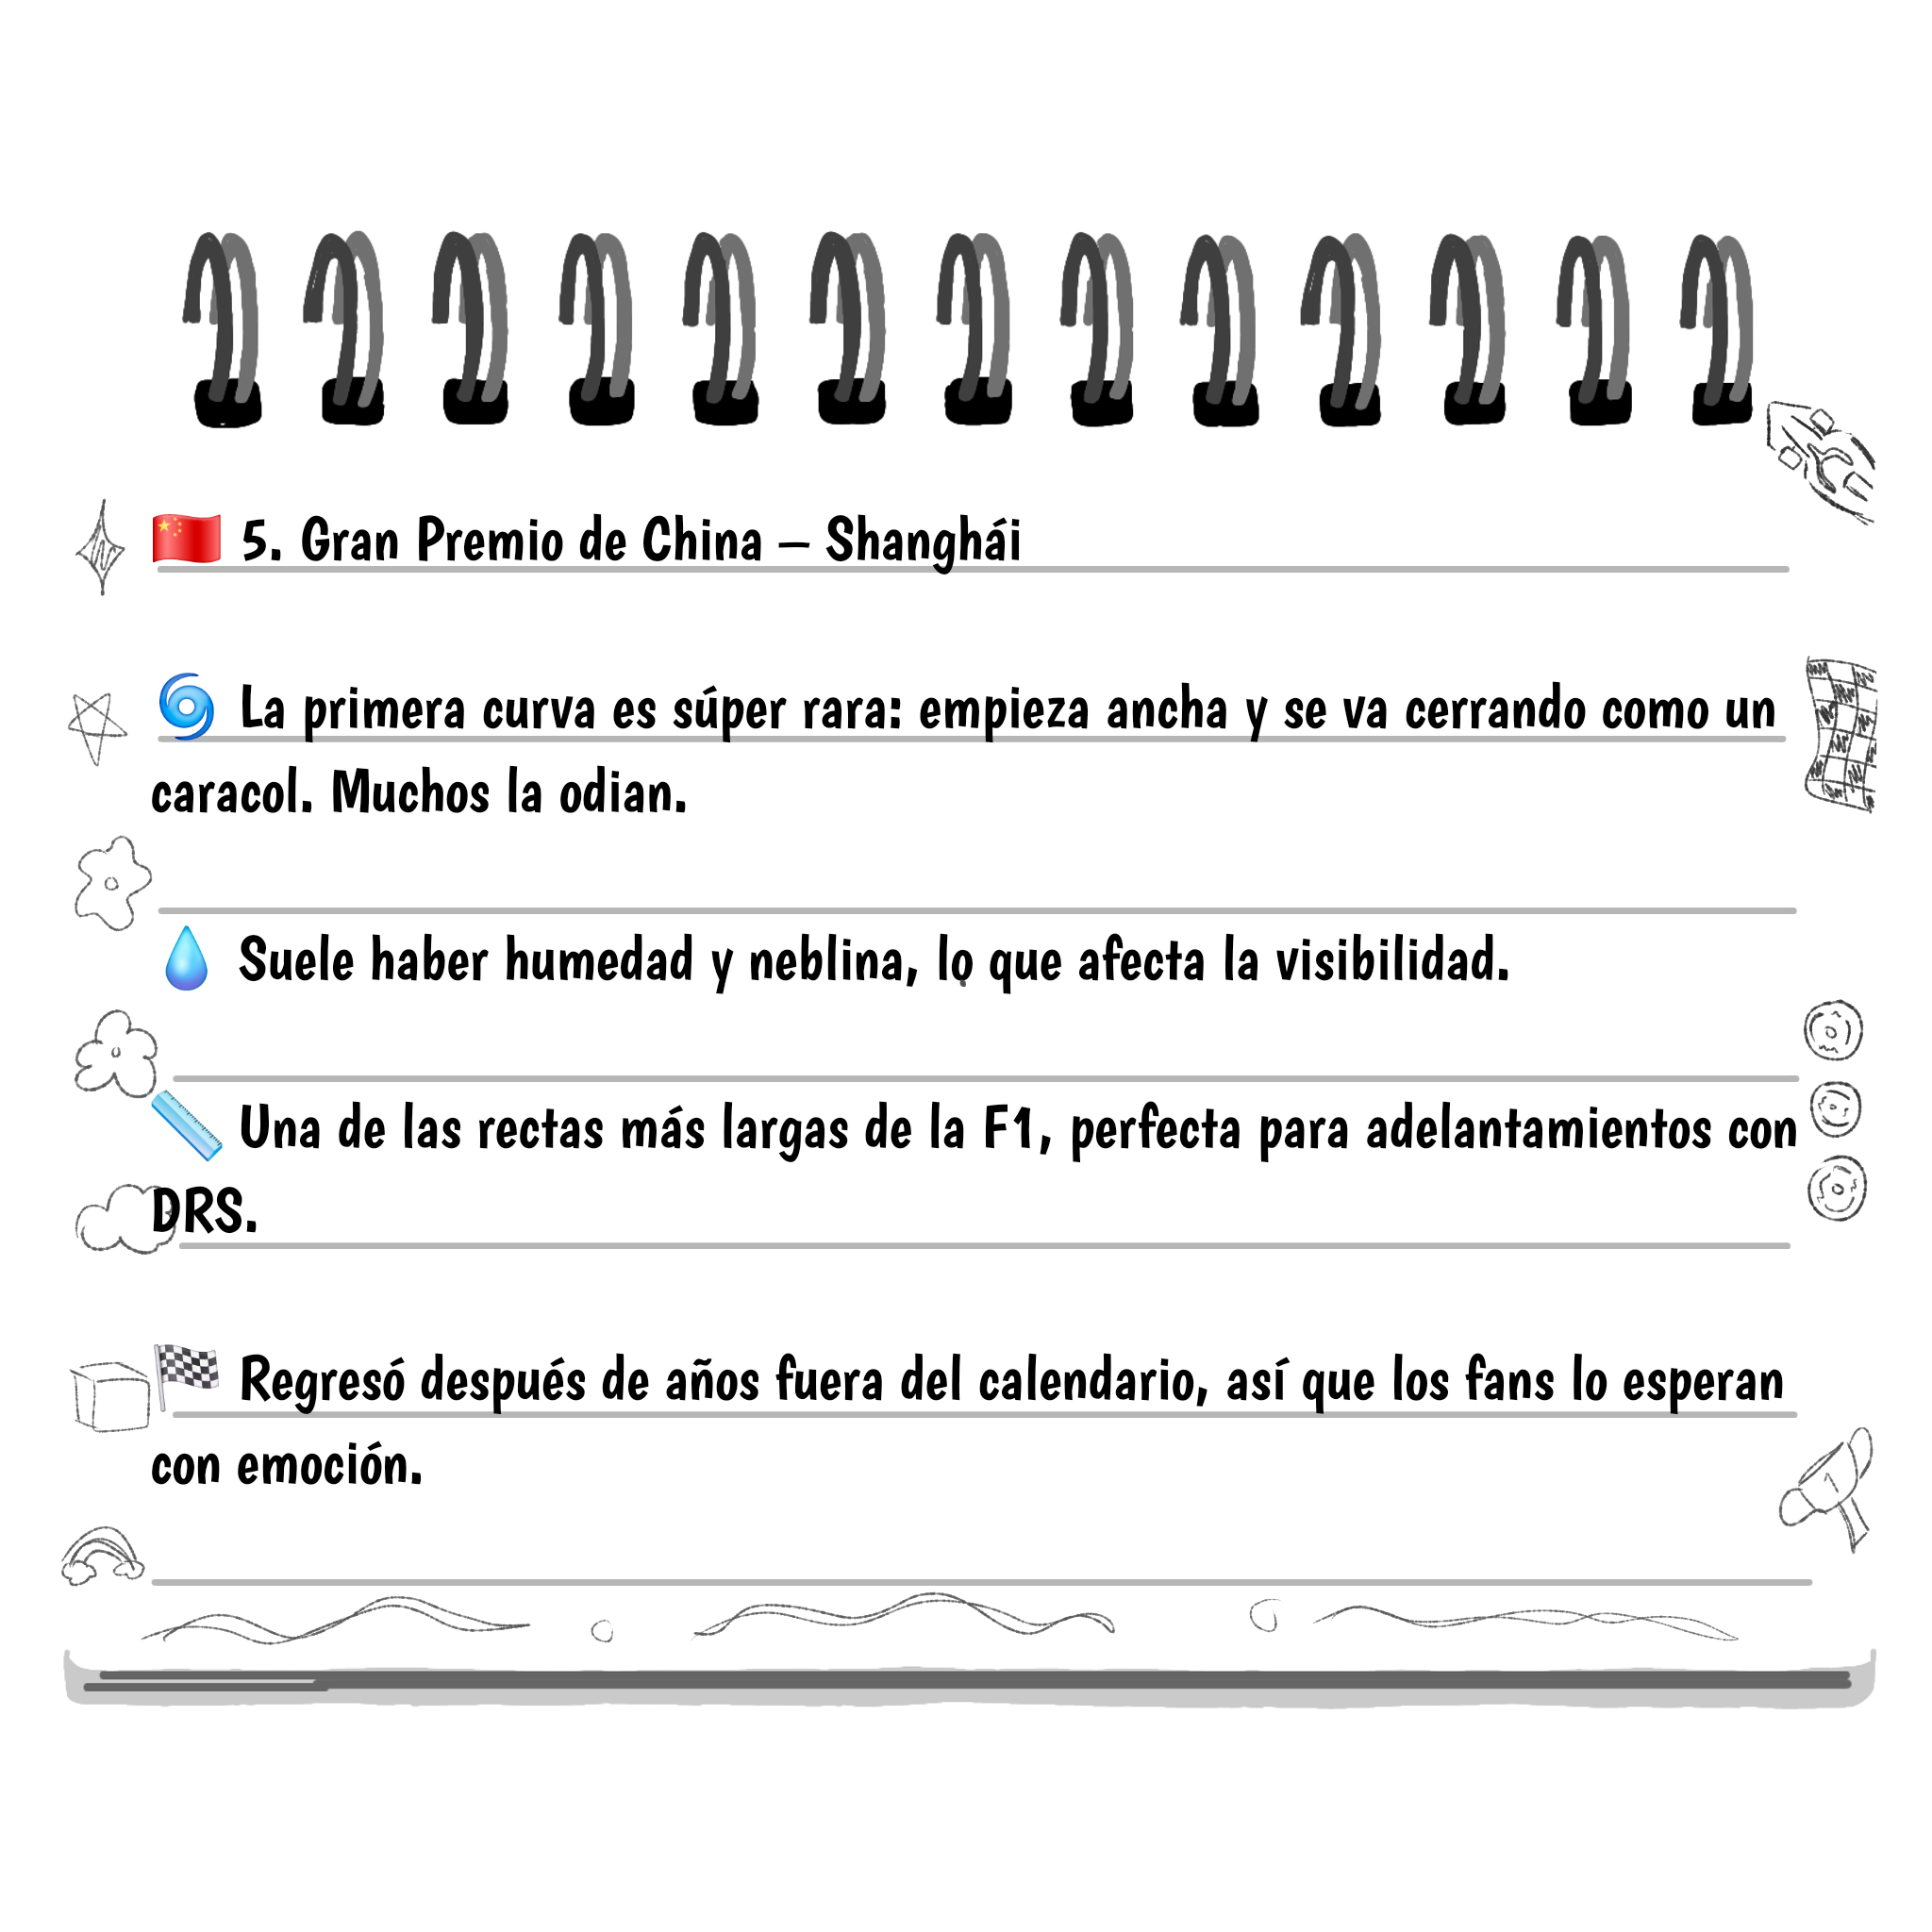 🇨🇳 5. Gran Premio de China – Shanghái
🌀 La primera curva es súper rara: empieza ancha y se va cerrando como un
caracol. Muchos la odian.
💧 Suele haber humedad y neblina, lo que afecta la visibilidad.
📏 Una de las rectas más largas de la F1, perfecta para adelantamientos con
DRS.
🏁 Regresó después de años fuera del calendario, así que los fans lo esperan
con emoción.